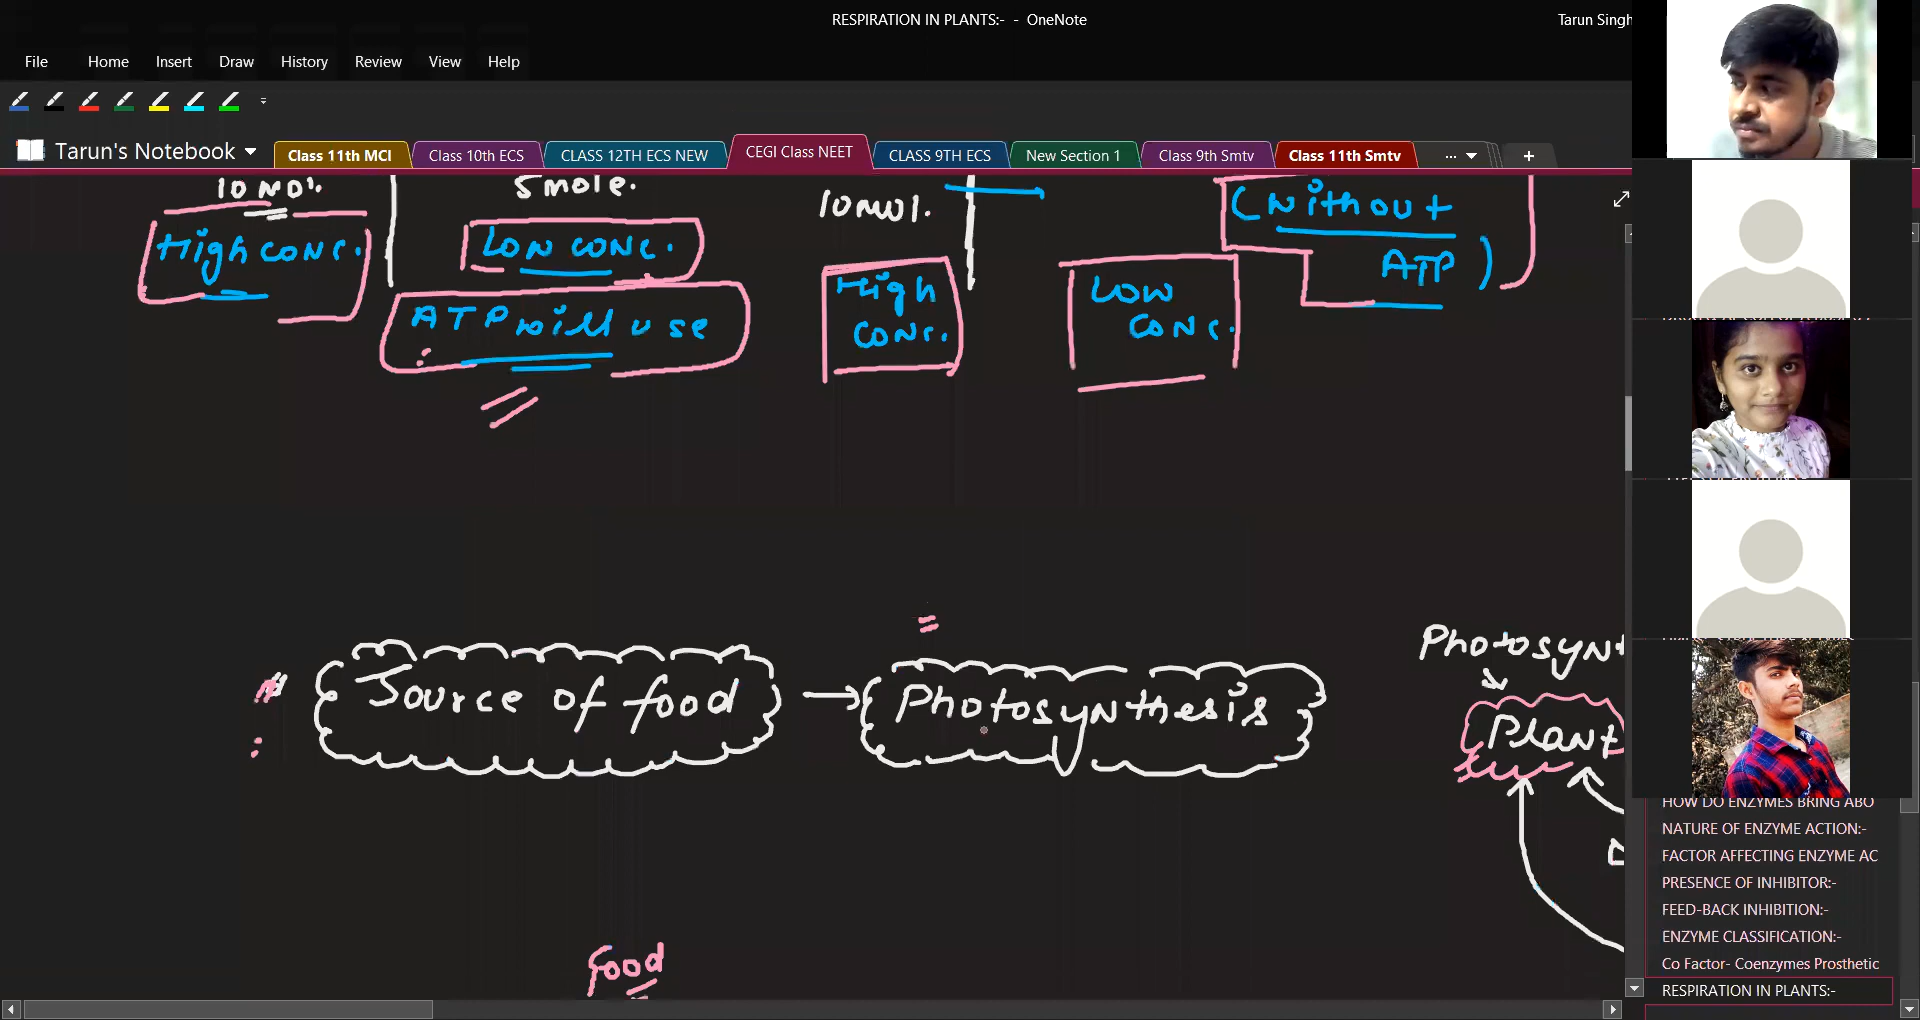 RESPIRATION IN PLANTS:- - OneNote
Tarun Singh
File Home Insert Draw History Review View Help
Tarun's Notebook
Class 11th MCI
Class 10th ECS
CLASS 12TH ECS NEW
CEGI Class NEET
CLASS 9TH ECS
New Section 1
Class 9th Smtv
Class 11th Smtv
... +
10 mol.
5 mole.
10 mol.
(Without
ATP)
High conc.
Low conc.
ATP will use
High
conc.
Low
conc.
=
Source of food → Photosynthesis
Photosyn
Plant
Food
HOW DO ENZYMES BRING ABO
NATURE OF ENZYME ACTION:-
FACTOR AFFECTING ENZYME AC
PRESENCE OF INHIBITOR:-
FEED-BACK INHIBITION:-
ENZYME CLASSIFICATION:-
Co Factor- Coenzymes Prosthetic
RESPIRATION IN PLANTS:-